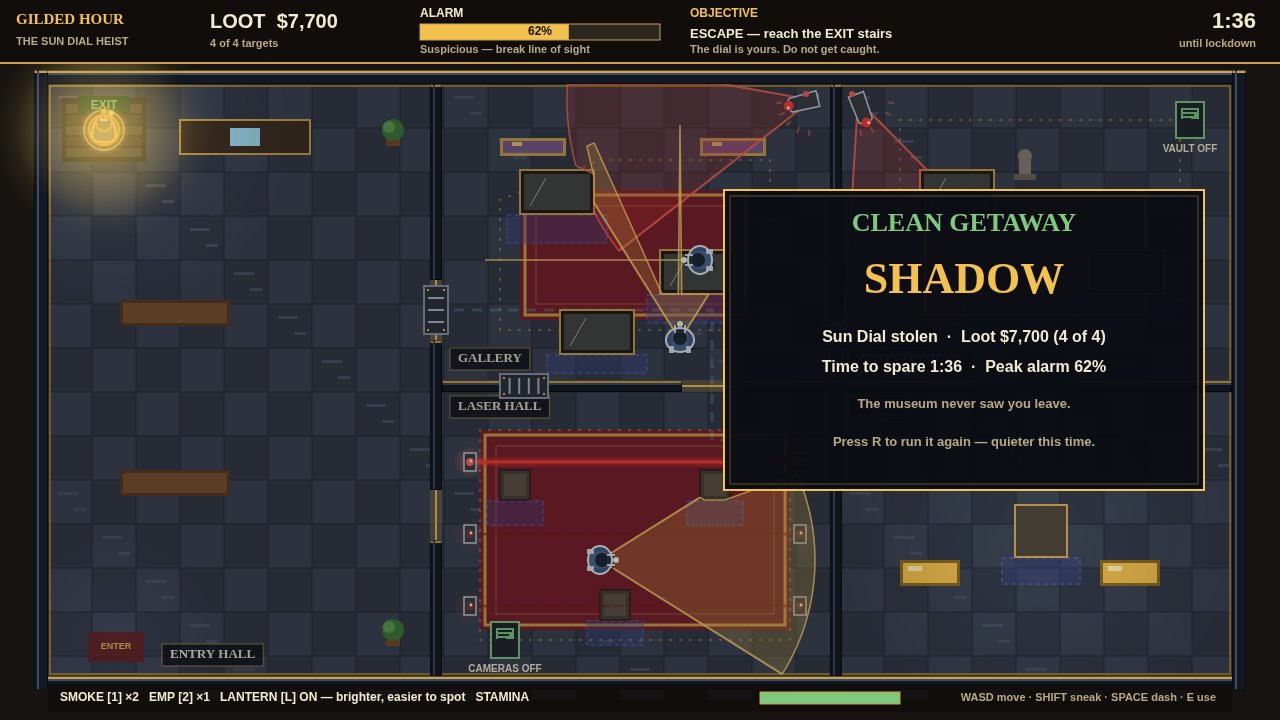 GILDED HOUR
THE SUN DIAL HEIST
LOOT $7,700
4 of 4 targets
ALARM
62%
Suspicious — break line of sight
OBJECTIVE
ESCAPE — reach the EXIT stairs
The dial is yours. Do not get caught.
1:36
until lockdown
EXIT
VAULT OFF
CLEAN GETAWAY
SHADOW
Sun Dial stolen · Loot $7,700 (4 of 4)
Time to spare 1:36 · Peak alarm 62%
The museum never saw you leave.
Press R to run it again — quieter this time.
GALLERY
LASER HALL
ENTER
ENTRY HALL
CAMERAS OFF
SMOKE [1] ×2 EMP [2] ×1 LANTERN [L] ON — brighter, easier to spot STAMINA
WASD move · SHIFT sneak · SPACE dash · E use